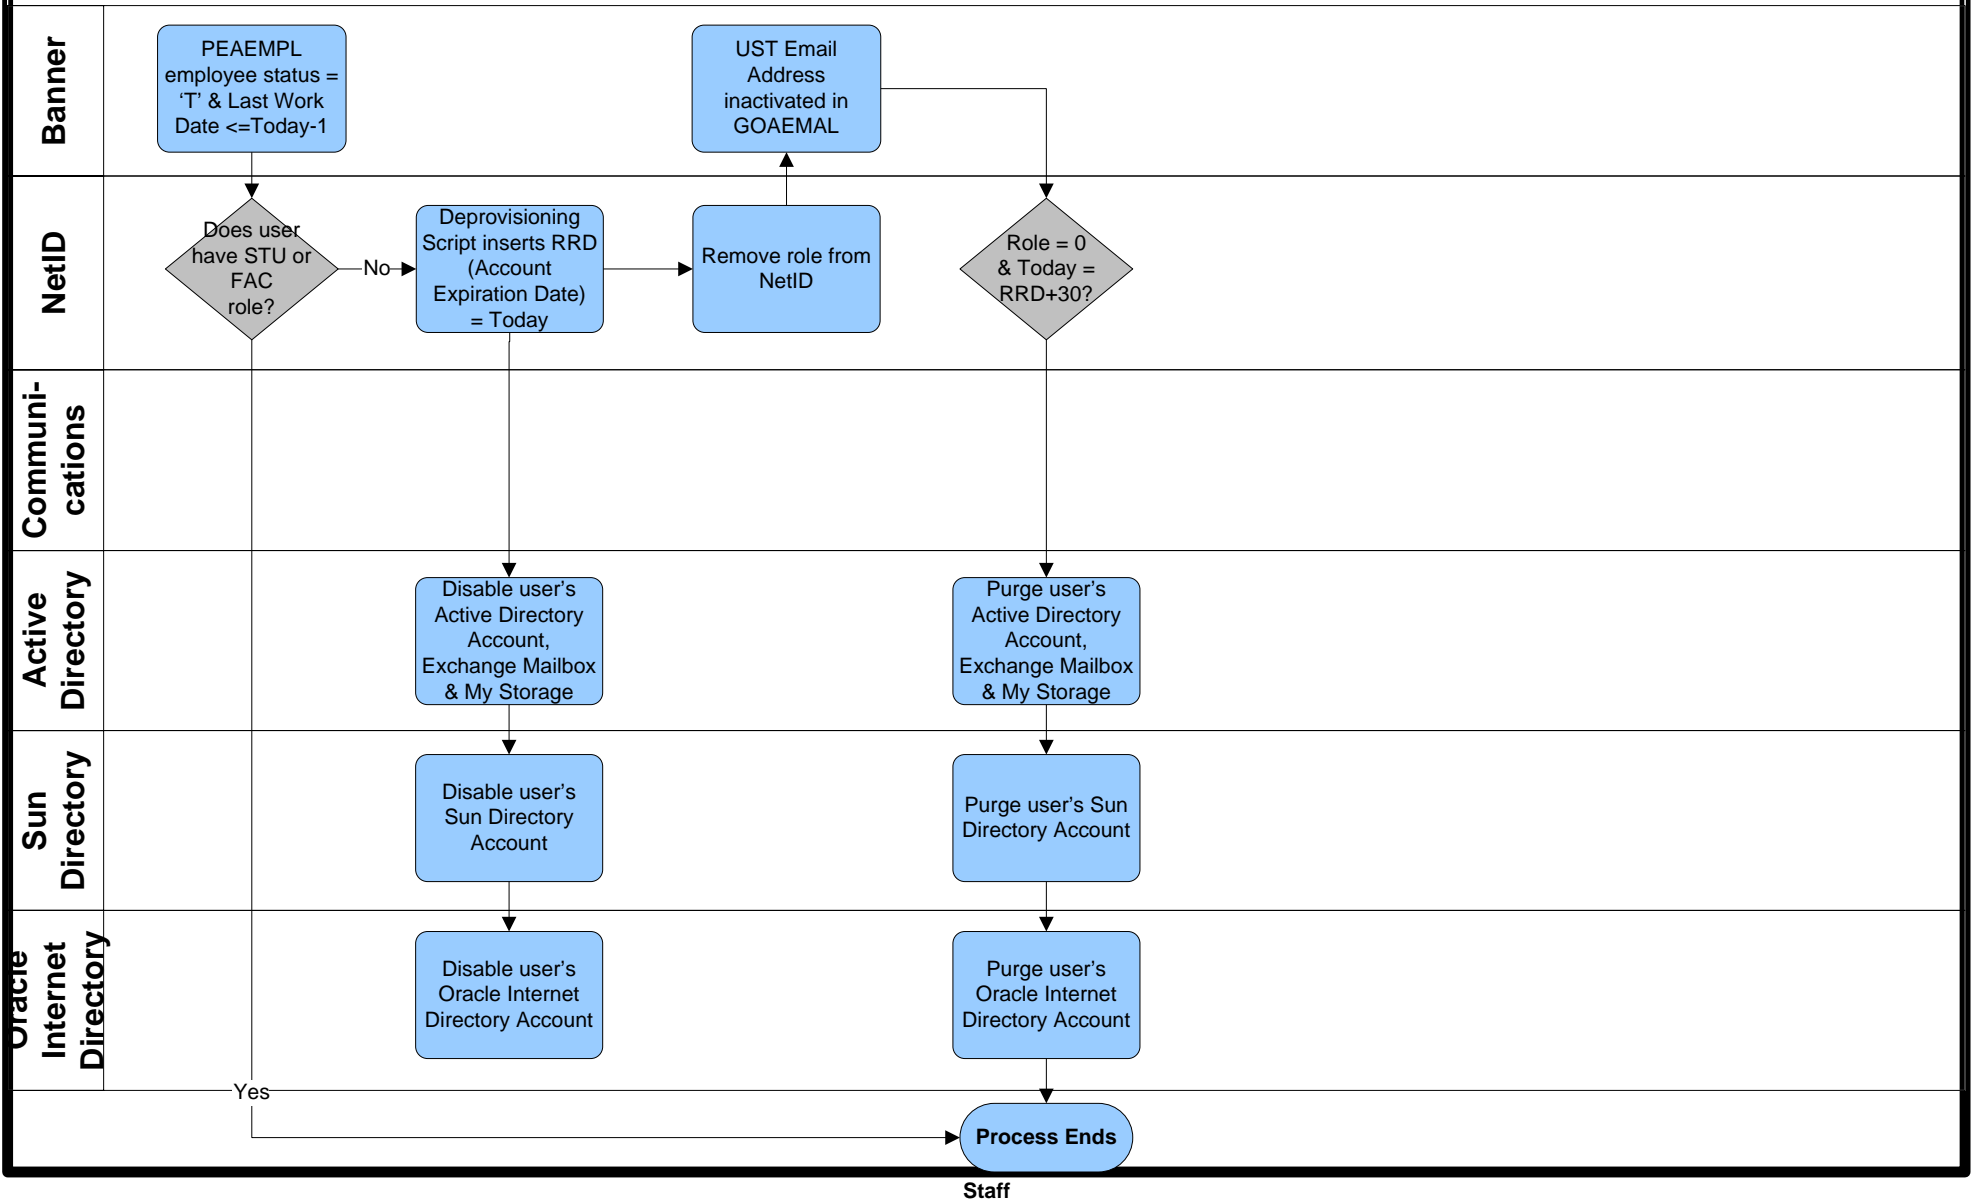 Banner
PEAEMPL
employee status =
‘T’ & Last Work
Date <=Today-1
UST Email
Address
inactivated in
GOAEMAL
NetID
Does user
have STU or
FAC
role?
No
Deprovisioning
Script inserts RRD
(Account
Expiration Date)
= Today
Remove role from
NetID
Role = 0
& Today =
RRD+30?
Communi-
cations
Active
Directory
Disable user’s
Active Directory
Account,
Exchange Mailbox
& My Storage
Purge user’s
Active Directory
Account,
Exchange Mailbox
& My Storage
Sun
Directory
Disable user’s
Sun Directory
Account
Purge user’s Sun
Directory Account
Oracle
Internet
Directory
Disable user’s
Oracle Internet
Directory Account
Purge user’s
Oracle Internet
Directory Account
Yes
Process Ends
Staff